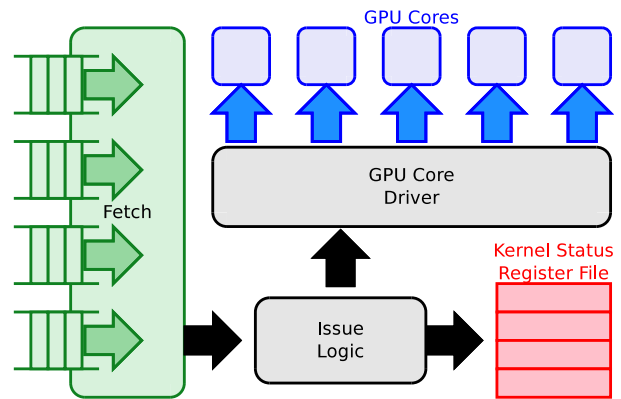 GPU Cores
GPU Core
Driver
Fetch
Kernel Status
Register File
Issue
Logic